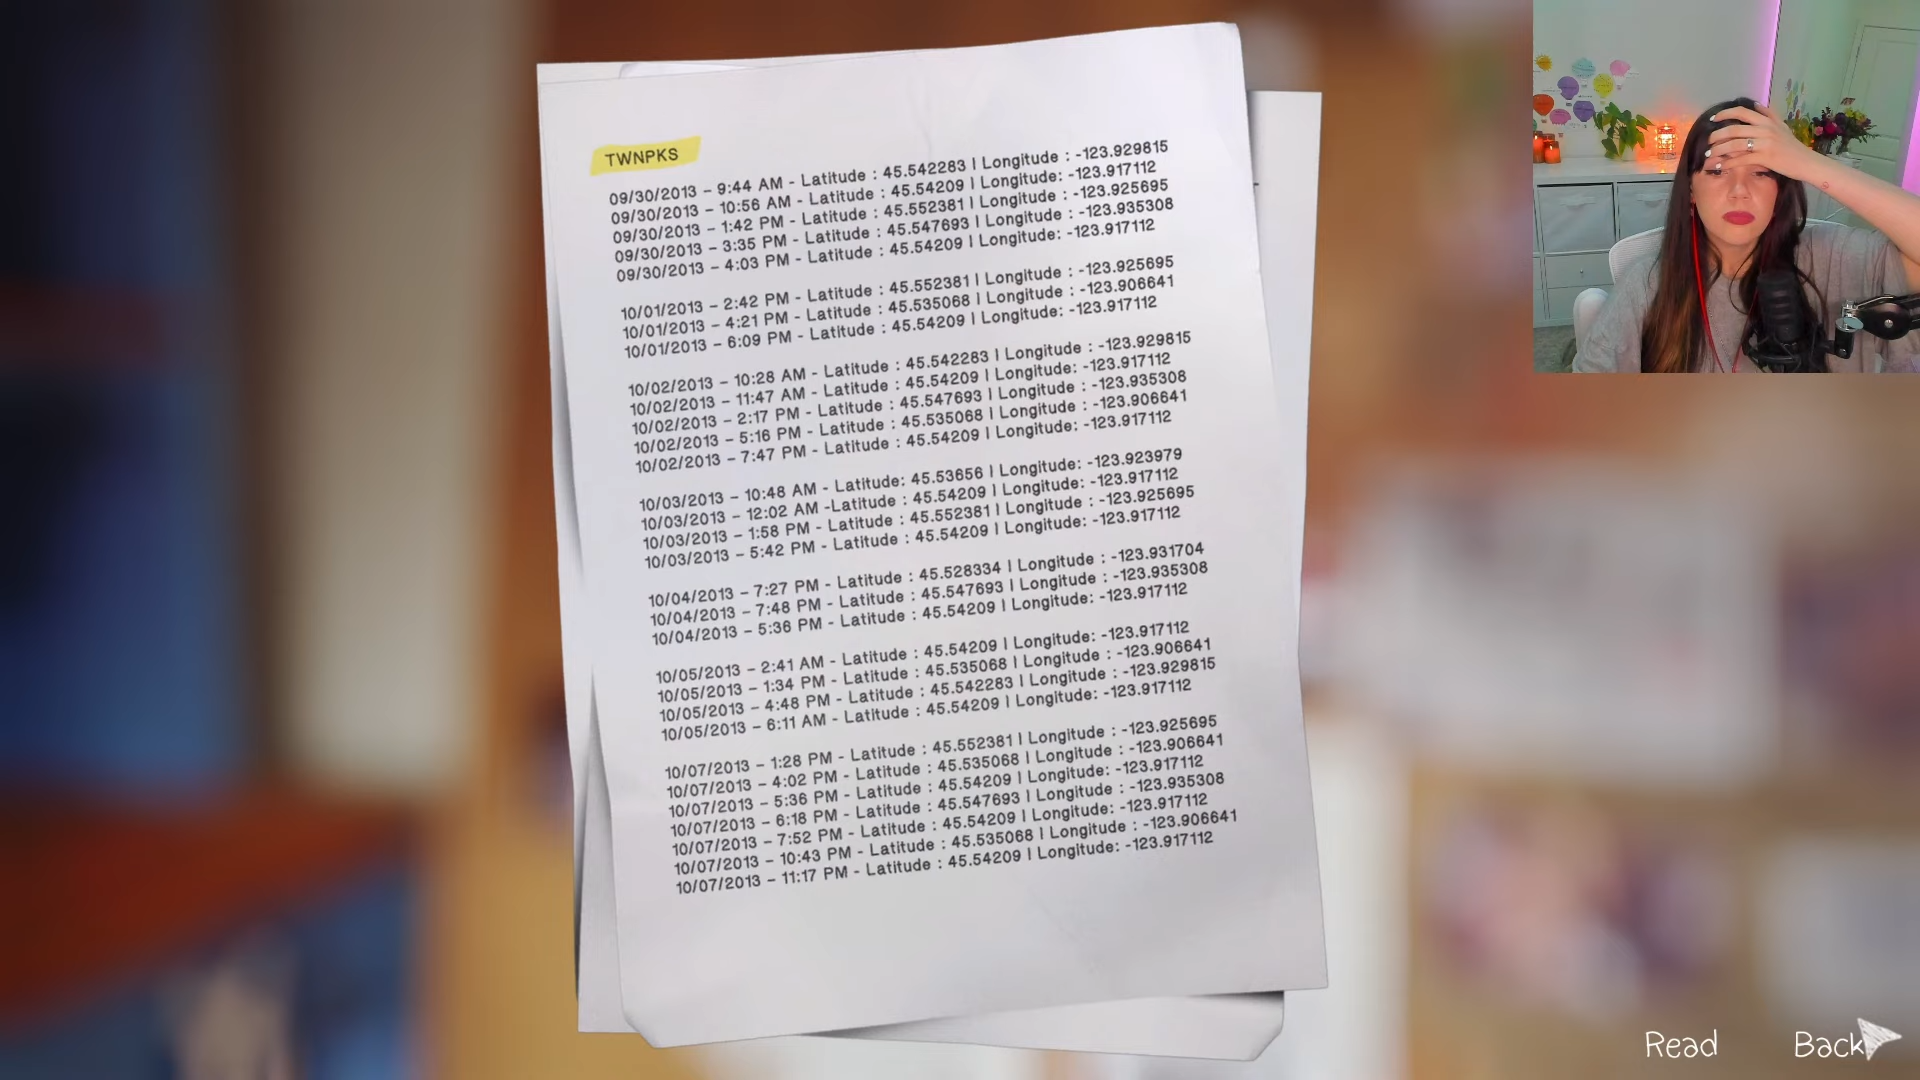 TWNPKS
09/30/2013 – 9:44 AM - Latitude : 45.542283 | Longitude : -123.929815
09/30/2013 – 10:56 AM - Latitude : 45.54209 | Longitude: -123.917112
09/30/2013 – 1:42 PM - Latitude : 45.552381 | Longitude : -123.925695
09/30/2013 – 3:35 PM - Latitude : 45.547693 | Longitude : -123.935308
09/30/2013 – 4:03 PM - Latitude : 45.54209 | Longitude: -123.917112
10/01/2013 – 2:42 PM - Latitude : 45.552381 | Longitude : -123.925695
10/01/2013 – 4:21 PM - Latitude : 45.535068 | Longitude : -123.906641
10/01/2013 – 6:09 PM - Latitude : 45.54209 | Longitude: -123.917112
10/02/2013 – 10:28 AM - Latitude : 45.542283 | Longitude : -123.929815
10/02/2013 – 11:47 AM - Latitude : 45.54209 | Longitude: -123.917112
10/02/2013 – 2:17 PM - Latitude : 45.547693 | Longitude : -123.935308
10/02/2013 – 5:16 PM - Latitude : 45.535068 | Longitude : -123.906641
10/02/2013 – 7:47 PM - Latitude : 45.54209 | Longitude: -123.917112
10/03/2013 – 10:48 AM - Latitude: 45.53656 | Longitude: -123.923979
10/03/2013 – 12:02 AM -Latitude : 45.54209 | Longitude: -123.917112
10/03/2013 – 1:58 PM - Latitude : 45.552381 | Longitude : -123.925695
10/03/2013 – 5:42 PM - Latitude : 45.54209 | Longitude: -123.917112
10/04/2013 – 7:27 PM - Latitude : 45.528334 | Longitude : -123.931704
10/04/2013 – 7:48 PM - Latitude : 45.547693 | Longitude : -123.935308
10/04/2013 – 5:36 PM - Latitude : 45.54209 | Longitude: -123.917112
10/05/2013 – 2:41 AM - Latitude : 45.54209 | Longitude: -123.917112
10/05/2013 – 1:34 PM - Latitude : 45.535068 | Longitude : -123.906641
10/05/2013 – 4:48 PM - Latitude : 45.542283 | Longitude : -123.929815
10/05/2013 – 6:11 AM - Latitude : 45.54209 | Longitude: -123.917112
10/07/2013 – 1:28 PM - Latitude : 45.552381 | Longitude : -123.925695
10/07/2013 – 4:02 PM - Latitude : 45.535068 | Longitude : -123.906641
10/07/2013 – 5:36 PM - Latitude : 45.54209 | Longitude: -123.917112
10/07/2013 – 6:18 PM - Latitude : 45.547693 | Longitude : -123.935308
10/07/2013 – 7:52 PM - Latitude : 45.54209 | Longitude: -123.917112
10/07/2013 – 10:43 PM - Latitude : 45.535068 | Longitude : -123.906641
10/07/2013 – 11:17 PM - Latitude : 45.54209 | Longitude: -123.917112
Read
Back